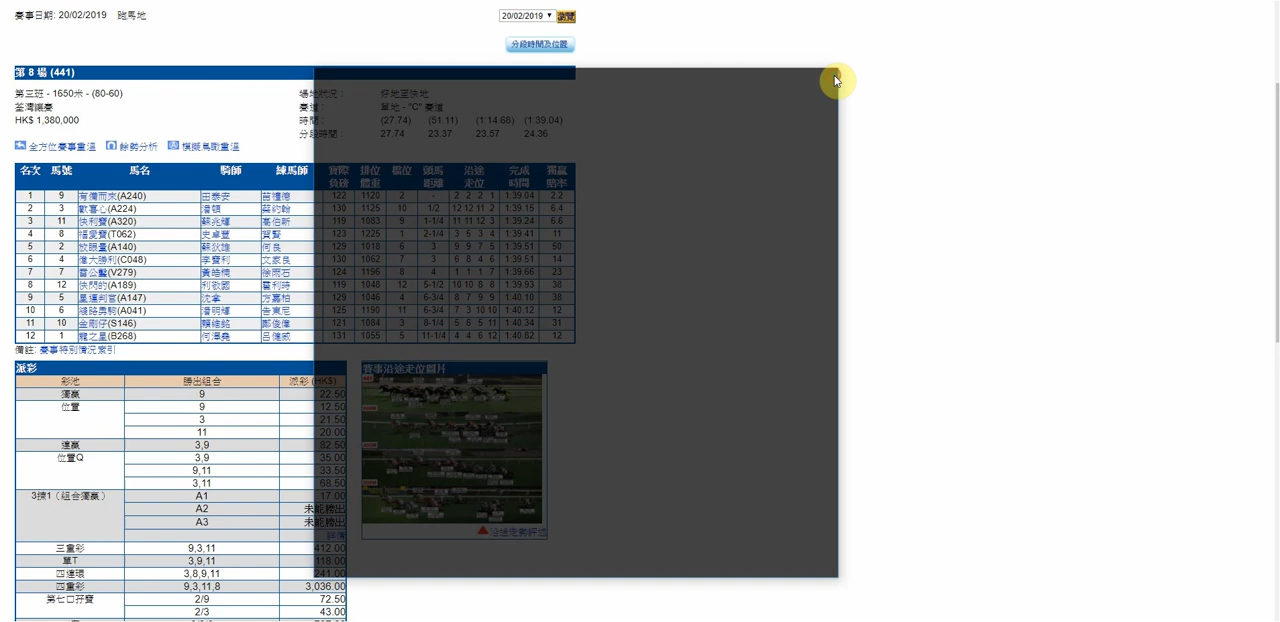 賽事日期: 20/02/2019 跑馬地
20/02/2019
分段時間及位置
第 8 場 (441)
第三班 - 1650米 - (80-60) 場地狀況 : 好地至快地
荃灣讓賽 賽道 : 草地 - "C" 賽道
HK$ 1,380,000 時間 : (27.74) (51.11) (1:14.68) (1:39.04)
分段時間 : 27.74 23.37 23.57 24.36
全方位賽事重溫 餘勢分析 模擬馬匹重溫
名次 馬號 馬名 騎師 練馬師 實際負磅 排位體重 檔位 頭馬距離 沿途走位 完成時間 獨贏賠率
1 9 有備而來(A240) 田泰安 苗禮德 122 1120 2 - 2 2 2 1 1:39.04 2.2
2 3 歡喜心(A224) 潘頓 蔡約翰 130 1125 10 1/2 12 12 11 2 1:39.15 6.4
3 11 快利寶(A320) 蘇兆輝 高伯新 119 1083 9 1-1/4 11 11 12 3 1:39.24 6.6
4 8 福愛寶(T062) 史卓豐 賀賢 123 1225 1 2-1/4 3 5 3 4 1:39.41 11
5 2 放眼量(A140) 蘇狄雄 何良 129 1018 6 3 9 9 7 5 1:39.51 50
6 4 偉大勝利(C048) 李寶利 文家良 130 1062 7 3 6 8 4 6 1:39.51 14
7 7 雷公鑿(V279) 黃皓楠 徐雨石 124 1196 8 4 1 1 1 7 1:39.66 23
8 12 快閃的(A189) 利敬國 霍利時 119 1048 12 5-1/2 10 10 8 8 1:39.93 38
9 5 星運判官(A147) 沈拿 方嘉柏 129 1046 4 6-3/4 8 7 9 9 1:40.10 38
10 6 綫路勇駒(A041) 潘明輝 告東尼 125 1190 11 6-3/4 7 3 10 10 1:40.12 12
11 10 金剛仔(S146) 賴維銘 鄭俊偉 121 1084 3 8-1/4 5 6 5 11 1:40.34 31
12 1 龍之星(B268) 何澤堯 呂健威 131 1055 5 11-1/4 4 4 6 12 1:40.82 12
備註: 賽事特別情況索引
派彩
彩池 勝出組合 派彩 (HK$)
獨贏 9 22.50
位置 9 12.50
3 21.50
11 20.00
連贏 3,9 82.50
位置Q 3,9 35.00
9,11 33.50
3,11 68.50
3揀1（組合獨贏） A1 17.00
A2 未能勝出
A3 未能勝出
詳情
三重彩 9,3,11 412.00
單T 3,9,11 118.00
四連環 3,8,9,11 241.00
四重彩 9,3,11,8 3,036.00
第七口孖寶 2/9 72.50
2/3 43.00
賽事沿途走位圖片
沿途走勢評述